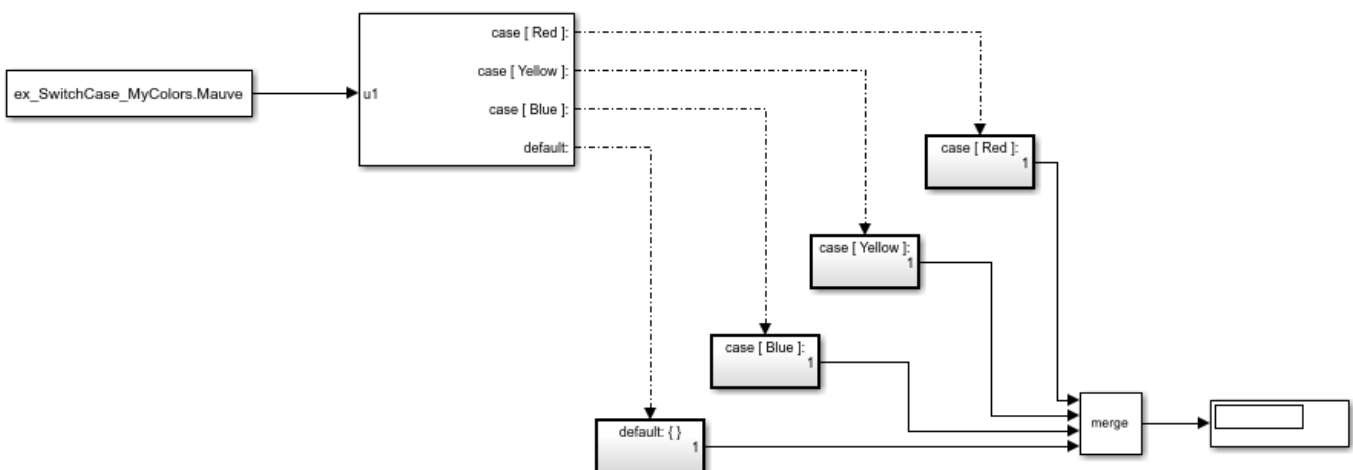 ex_SwitchCase_MyColors.Mauve
u1
case [ Red ]:
case [ Yellow ]:
case [ Blue ]:
default:
case [ Red ]:
1
case [ Yellow ]:
1
case [ Blue ]:
1
default: { }
1
merge